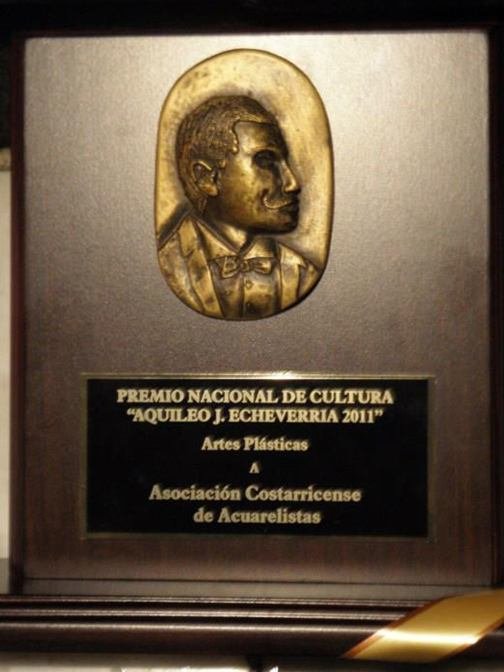 PREMIO NACIONAL DE CULTURA
"AQUILEO J. ECHEVERRIA 2011"
Artes Plásticas
A
Asociación Costarricense
de Acuarelistas